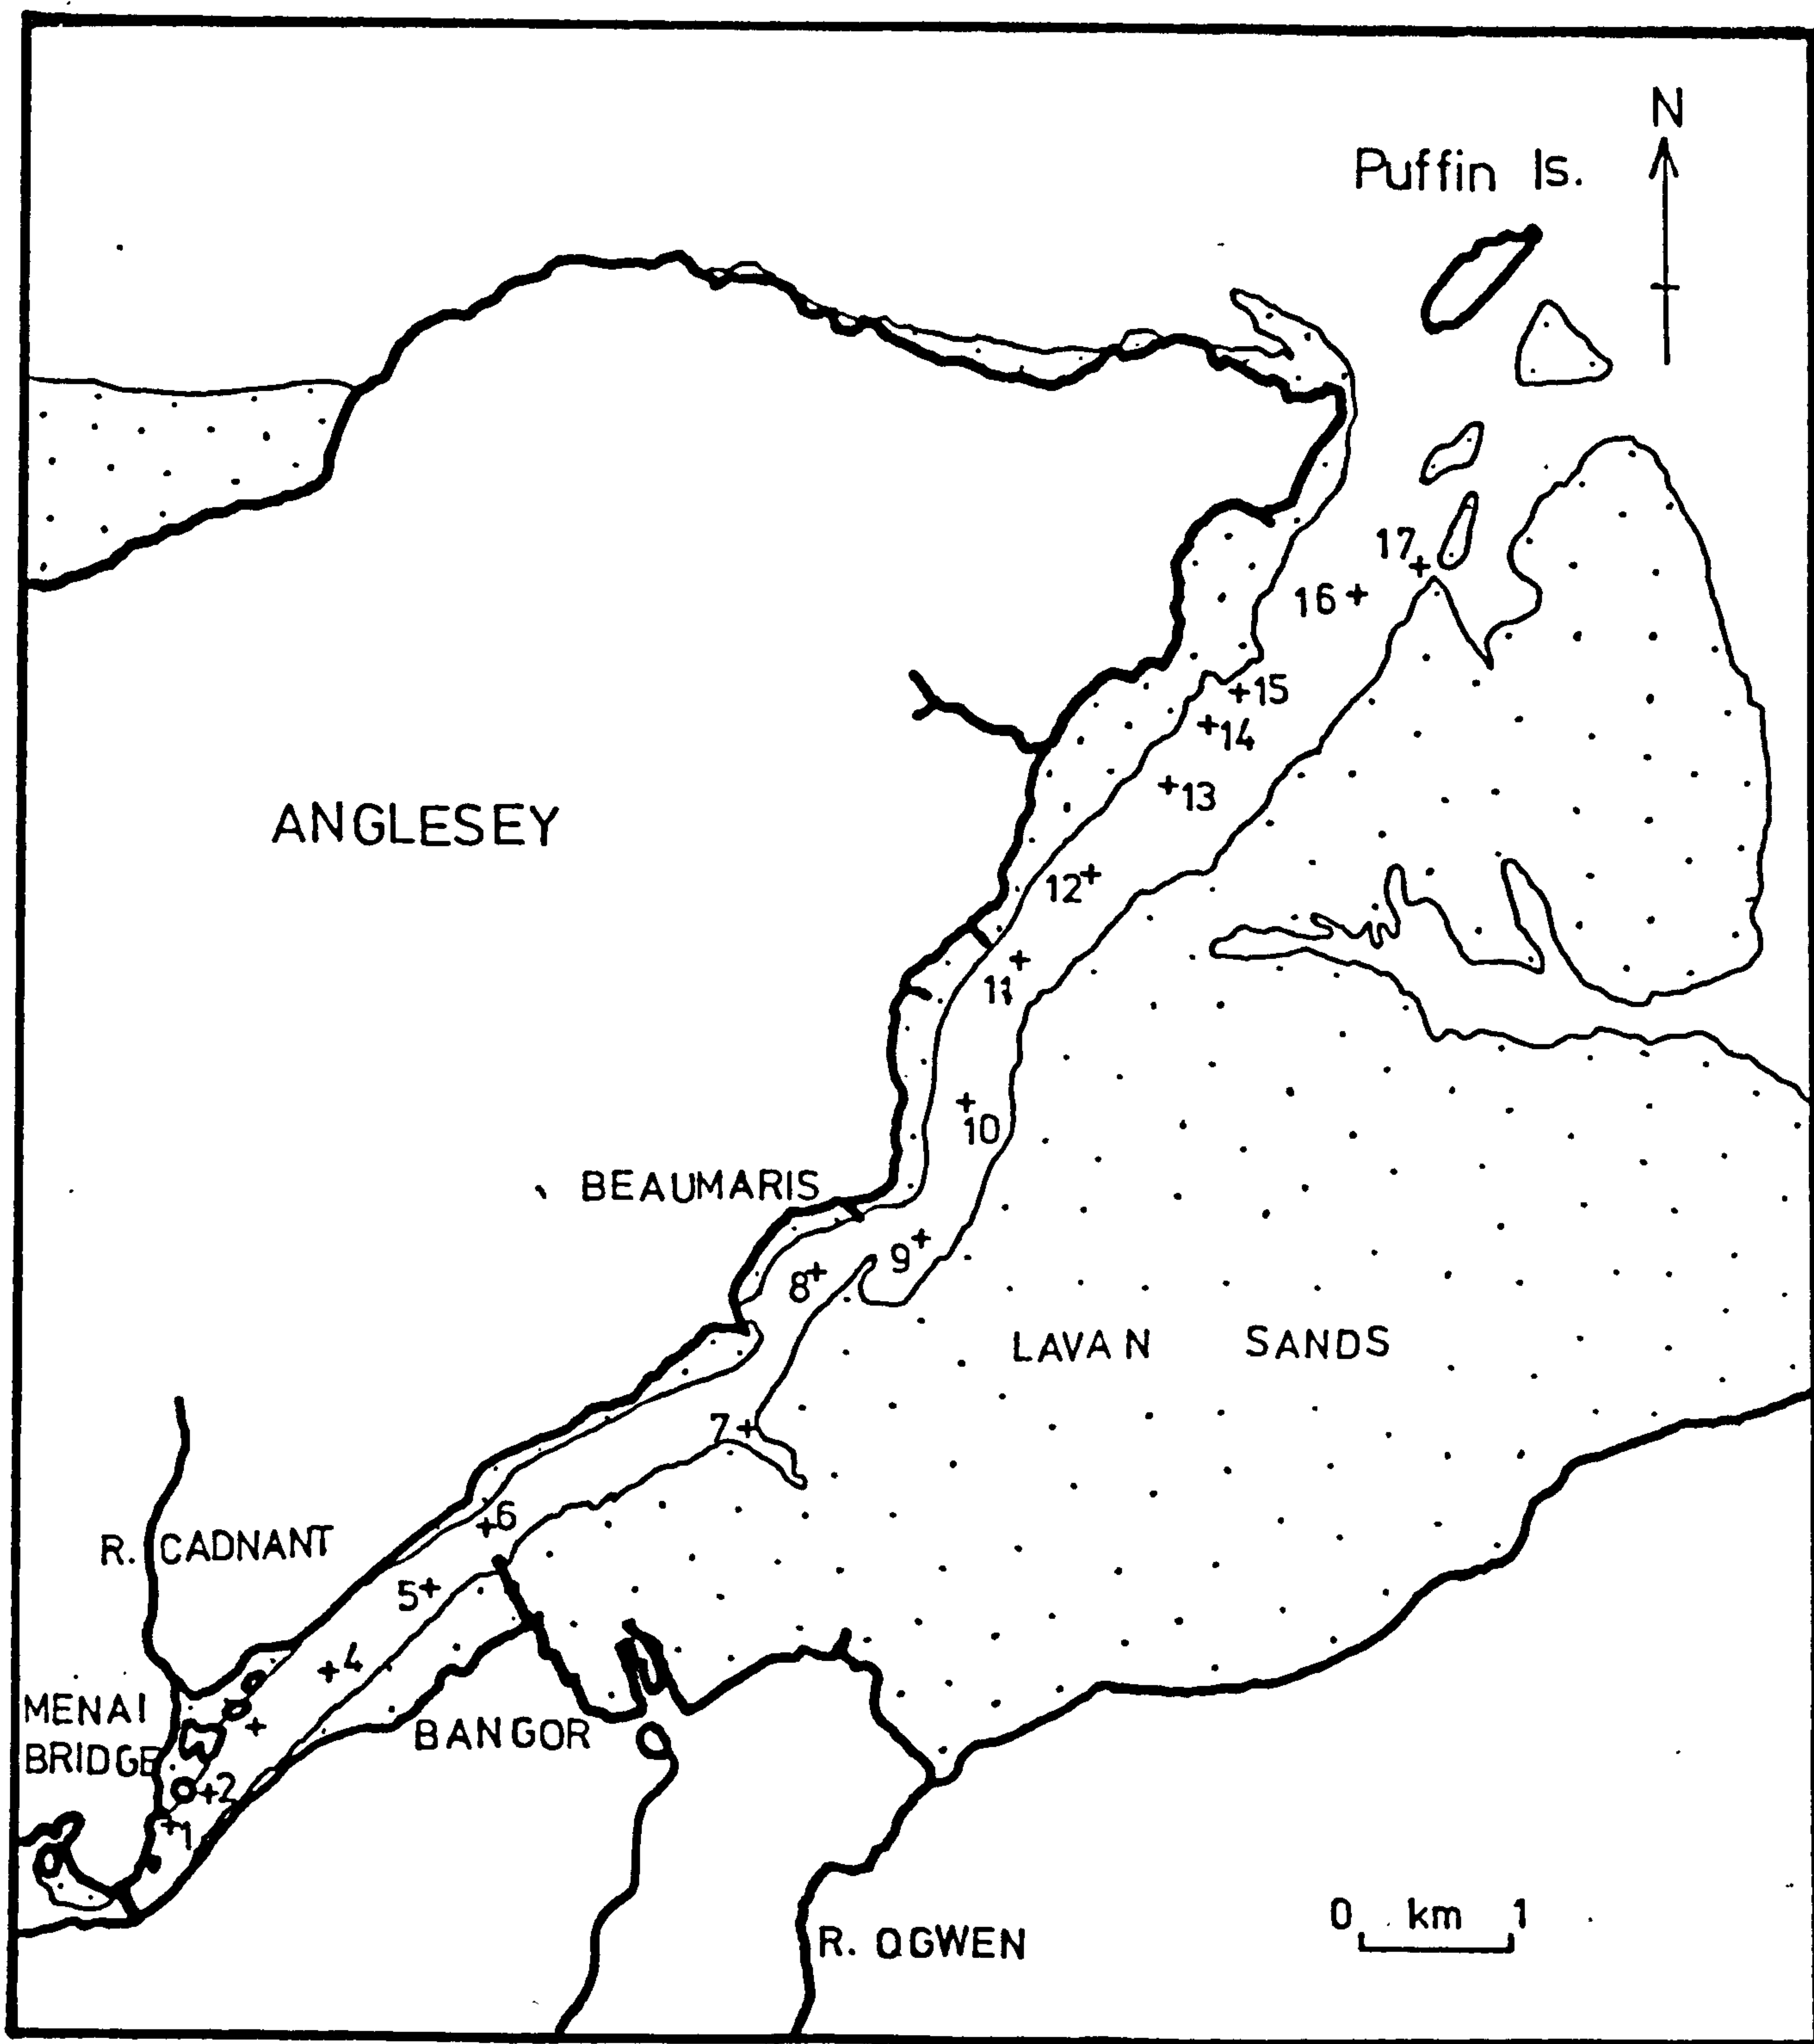 N
Puffin Is.
17
16
15
14
13
ANGLESEY
12
11
10
BEAUMARIS
9
8
LAVAN SANDS
7
6
R. CADNANT
5
4
MENAI
BRIDGE
BANGOR
2
1
0 km 1
R. OGWEN